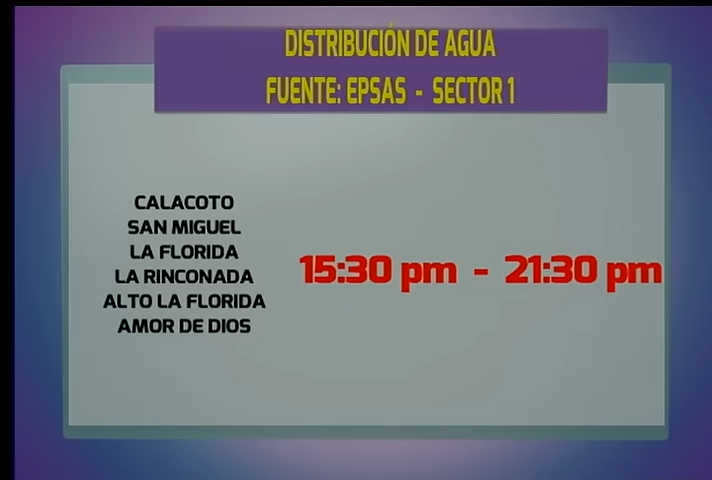 DISTRIBUCIÓN DE AGUA
FUENTE: EPSAS - SECTOR 1
CALACOTO
SAN MIGUEL
LA FLORIDA
LA RINCONADA
ALTO LA FLORIDA
AMOR DE DIOS
15:30 pm - 21:30 pm